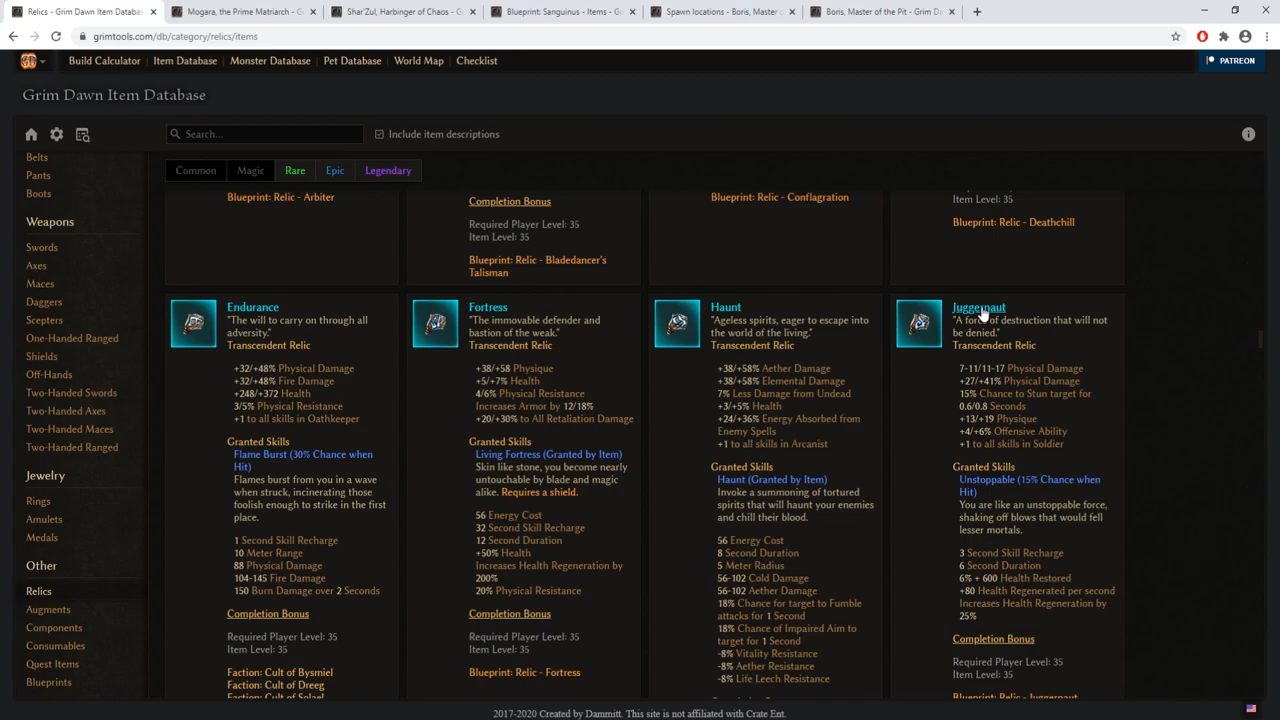 Relics - Grim Dawn Item Database
Mogara, the Prime Matriarch - G
Shar'Zul, Harbinger of Chaos - G
Blueprint: Sanguinus - Items - G
Spawn locations - Boris, Master o
Boris, Master of the Pit - Grim D
grimtools.com/db/category/relics/items
Build Calculator
Item Database
Monster Database
Pet Database
World Map
Checklist
PATREON
Grim Dawn Item Database
Search...
Include item descriptions
Common
Magic
Rare
Epic
Legendary
Belts
Pants
Boots
Weapons
Swords
Axes
Maces
Daggers
Scepters
One-Handed Ranged
Shields
Off-Hands
Two-Handed Swords
Two-Handed Axes
Two-Handed Maces
Two-Handed Ranged
Jewelry
Rings
Amulets
Medals
Other
Relics
Augments
Components
Consumables
Quest Items
Blueprints
Blueprint: Relic - Arbiter
Completion Bonus
Required Player Level: 35
Item Level: 35
Blueprint: Relic - Bladedancer's
Talisman
Blueprint: Relic - Conflagration
Item Level: 35
Blueprint: Relic - Deathchill
Endurance
"The will to carry on through all
adversity."
Transcendent Relic
+32/+48% Physical Damage
+32/+48% Fire Damage
+248/+372 Health
3/5% Physical Resistance
+1 to all skills in Oathkeeper
Granted Skills
Flame Burst (30% Chance when
Hit)
Flames burst from you in a wave
when struck, incinerating those
foolish enough to strike in the first
place.
1 Second Skill Recharge
10 Meter Range
88 Physical Damage
104-145 Fire Damage
150 Burn Damage over 2 Seconds
Completion Bonus
Required Player Level: 35
Item Level: 35
Faction: Cult of Bysmiel
Faction: Cult of Dreeg
Faction: Cult of Solael
Fortress
"The immovable defender and
bastion of the weak."
Transcendent Relic
+38/+58 Physique
+5/+7% Health
4/6% Physical Resistance
Increases Armor by 12/18%
+20/+30% to All Retaliation Damage
Granted Skills
Living Fortress (Granted by Item)
Skin like stone, you become nearly
untouchable by blade and magic
alike. Requires a shield.
56 Energy Cost
32 Second Skill Recharge
12 Second Duration
+50% Health
Increases Health Regeneration by
200%
20% Physical Resistance
Completion Bonus
Required Player Level: 35
Item Level: 35
Blueprint: Relic - Fortress
Haunt
"Ageless spirits, eager to escape into
the world of the living."
Transcendent Relic
+38/+58% Aether Damage
+38/+58% Elemental Damage
7% Less Damage from Undead
+3/+5% Health
+24/+36% Energy Absorbed from
Enemy Spells
+1 to all skills in Arcanist
Granted Skills
Haunt (Granted by Item)
Invoke a summoning of tortured
spirits that will haunt your enemies
and chill their blood.
56 Energy Cost
8 Second Duration
5 Meter Radius
56-102 Cold Damage
56-102 Aether Damage
18% Chance for target to Fumble
attacks for 1 Second
18% Chance of Impaired Aim to
target for 1 Second
-8% Vitality Resistance
-8% Aether Resistance
-8% Life Leech Resistance
Juggernaut
"A force of destruction that will not
be denied."
Transcendent Relic
7-11/11-17 Physical Damage
+27/+41% Physical Damage
15% Chance to Stun target for
0.6/0.8 Seconds
+13/+19 Physique
+4/+6% Offensive Ability
+1 to all skills in Soldier
Granted Skills
Unstoppable (15% Chance when
Hit)
You are like an unstoppable force,
shaking off blows that would fell
lesser mortals.
3 Second Skill Recharge
6 Second Duration
6% + 600 Health Restored
+80 Health Regenerated per second
Increases Health Regeneration by
25%
Completion Bonus
Required Player Level: 35
Item Level: 35
Blueprint: Relic - Juggernaut
2017-2020 Created by Dammitt. This site is not affiliated with Crate Ent.